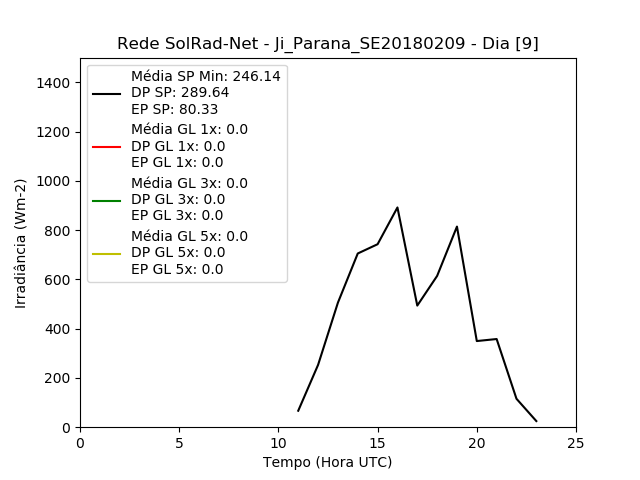 Rede SolRad-Net - Ji_Parana_SE20180209 - Dia [9]
Média SP Min: 246.14
DP SP: 289.64
EP SP: 80.33
Média GL 1x: 0.0
DP GL 1x: 0.0
EP GL 1x: 0.0
Média GL 3x: 0.0
DP GL 3x: 0.0
EP GL 3x: 0.0
Média GL 5x: 0.0
DP GL 5x: 0.0
EP GL 5x: 0.0
Irradiância (Wm-2)
1400
1200
1000
800
600
400
200
0
0 5 10 15 20 25
Tempo (Hora UTC)